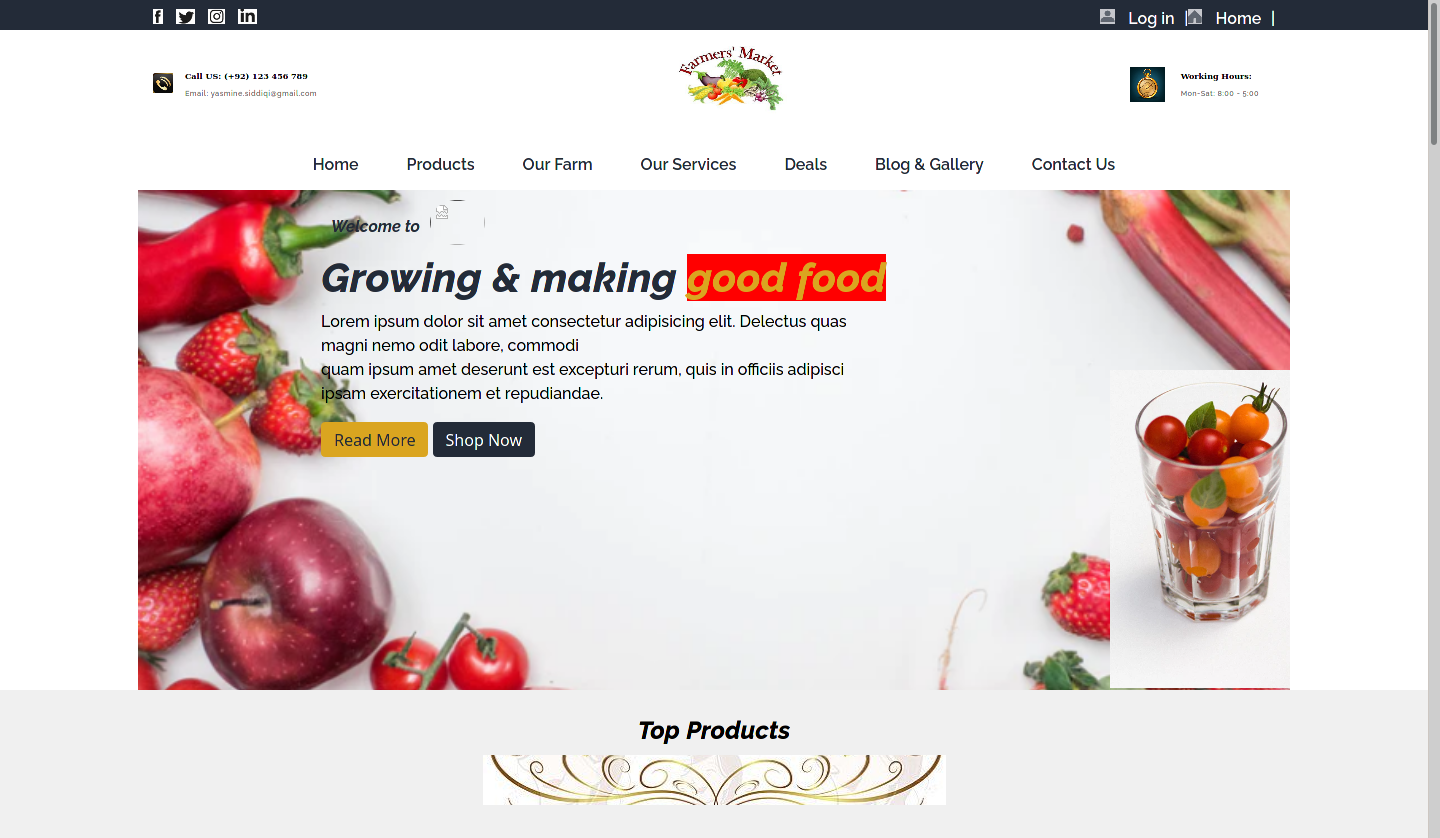 Log in | Home |
Call US: (+92) 123 456 789
Email: yasmine.siddiqi@gmail.com
Farmers' Market
Working Hours:
Mon-Sat: 8:00 - 5:00
Home Products Our Farm Our Services Deals Blog & Gallery Contact Us
Welcome to
Growing & making good food
Lorem ipsum dolor sit amet consectetur adipisicing elit. Delectus quas
magni nemo odit labore, commodi
quam ipsum amet deserunt est excepturi rerum, quis in officiis adipisci
ipsam exercitationem et repudiandae.
Read More Shop Now
Top Products